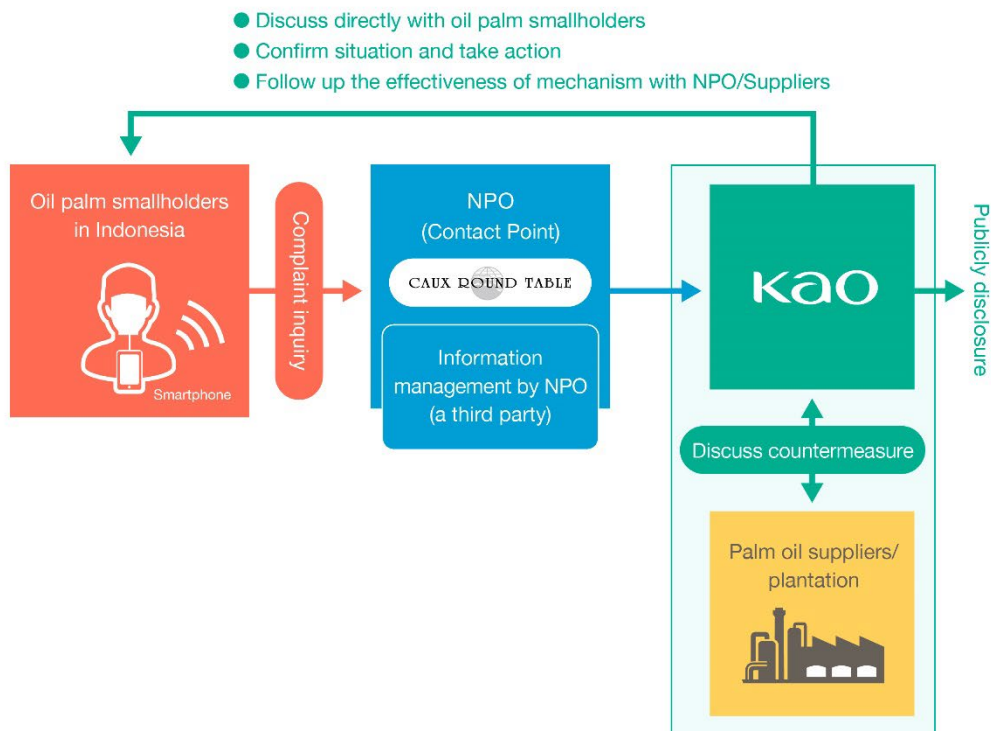 Discuss directly with oil palm smallholders
Confirm situation and take action
Follow up the effectiveness of mechanism with NPO/Suppliers
Oil palm smallholders
in Indonesia
Smartphone
Complaint inquiry
NPO
(Contact Point)
CAUX ROUND TABLE
Information
management by NPO
(a third party)
Kao
Publicly disclosure
Discuss countermeasure
Palm oil suppliers/
plantation